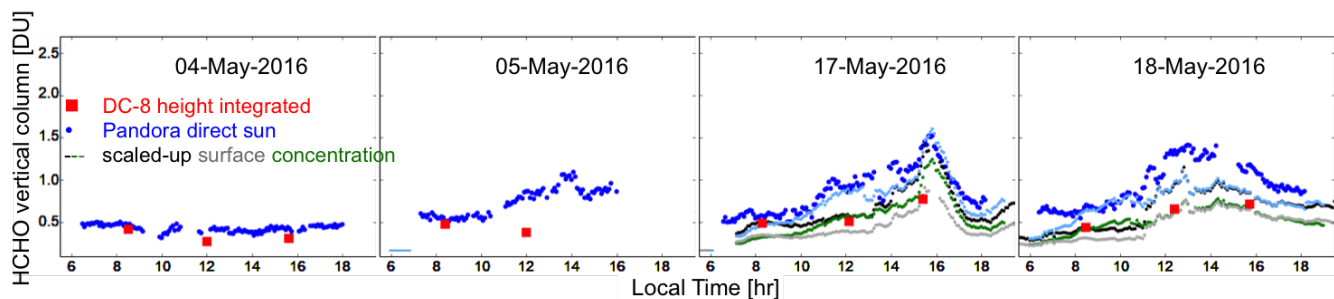 HCHO vertical column [DU]
2.5
2.0
1.5
1.0
0.5
04-May-2016
05-May-2016
17-May-2016
18-May-2016
DC-8 height integrated
Pandora direct sun
scaled-up surface concentration
6 8 10 12 14 16 18
6 8 10 12 14 16 18
6 8 10 12 14 16 18
6 8 10 12 14 16 18
Local Time [hr]